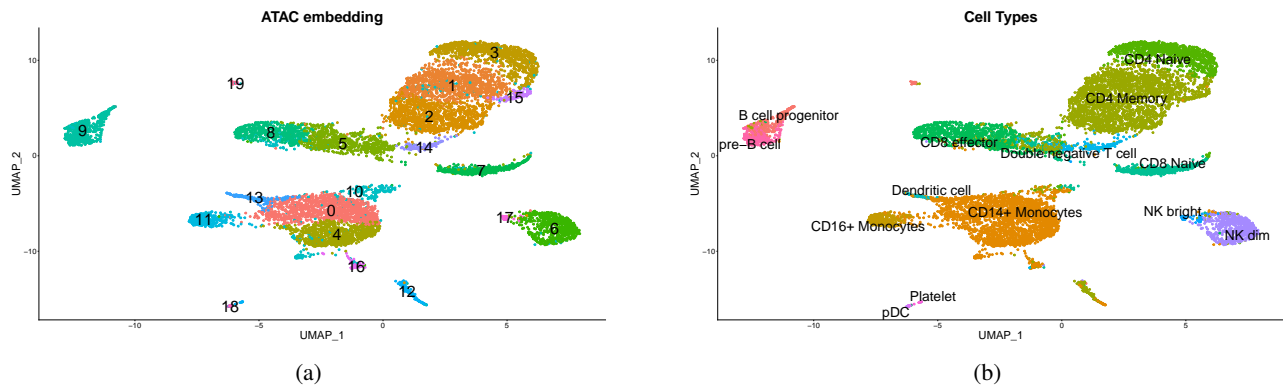 ATAC embedding
10
0
−10
UMAP_2
−10
−5
0
5
UMAP_1
3
1
19
15
2
9
8
5
14
7
13
10
11
0
17
4
6
16
12
18
(a)
Cell Types
10
0
−10
UMAP_2
−10
−5
0
5
UMAP_1
CD4 Naive
CD4 Memory
B cell progenitor
pre−B cell
CD8 effector
Double negative T cell
CD8 Naive
Dendritic cell
CD14+ Monocytes
NK bright
CD16+ Monocytes
NK dim
Platelet
pDC
(b)